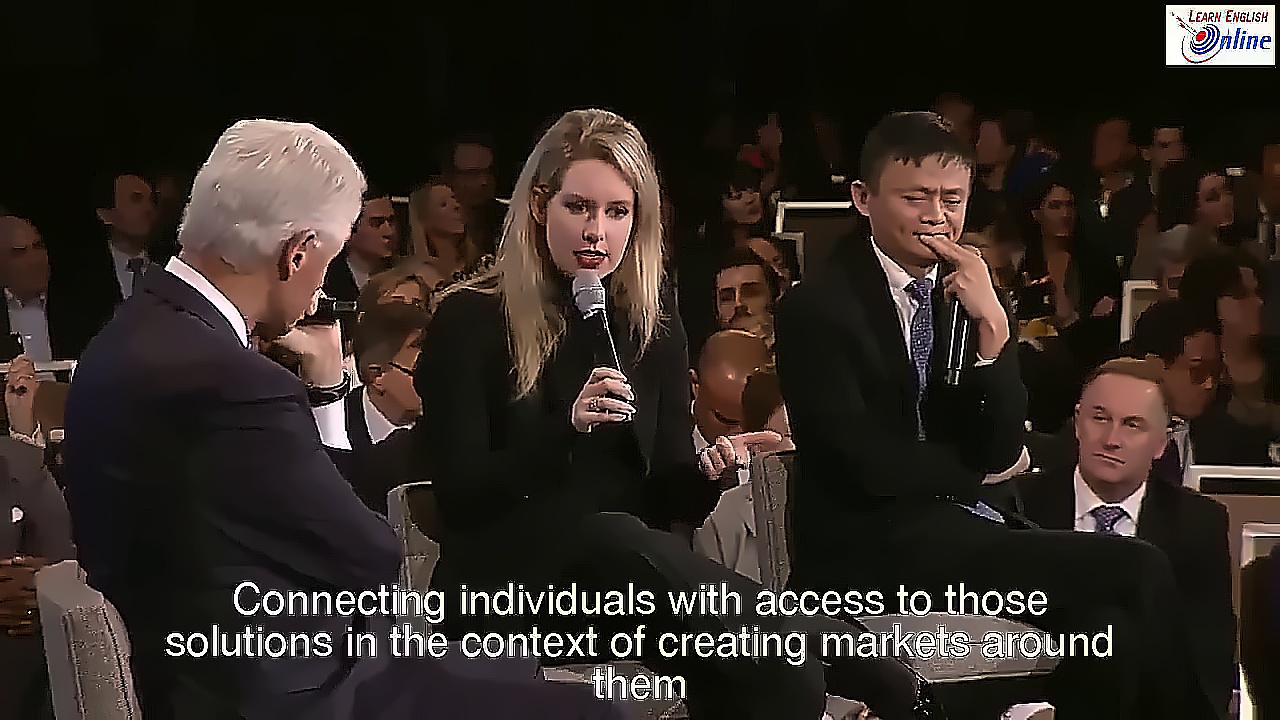 LEARN ENGLISH
Online
Connecting individuals with access to those
solutions in the context of creating markets around
them